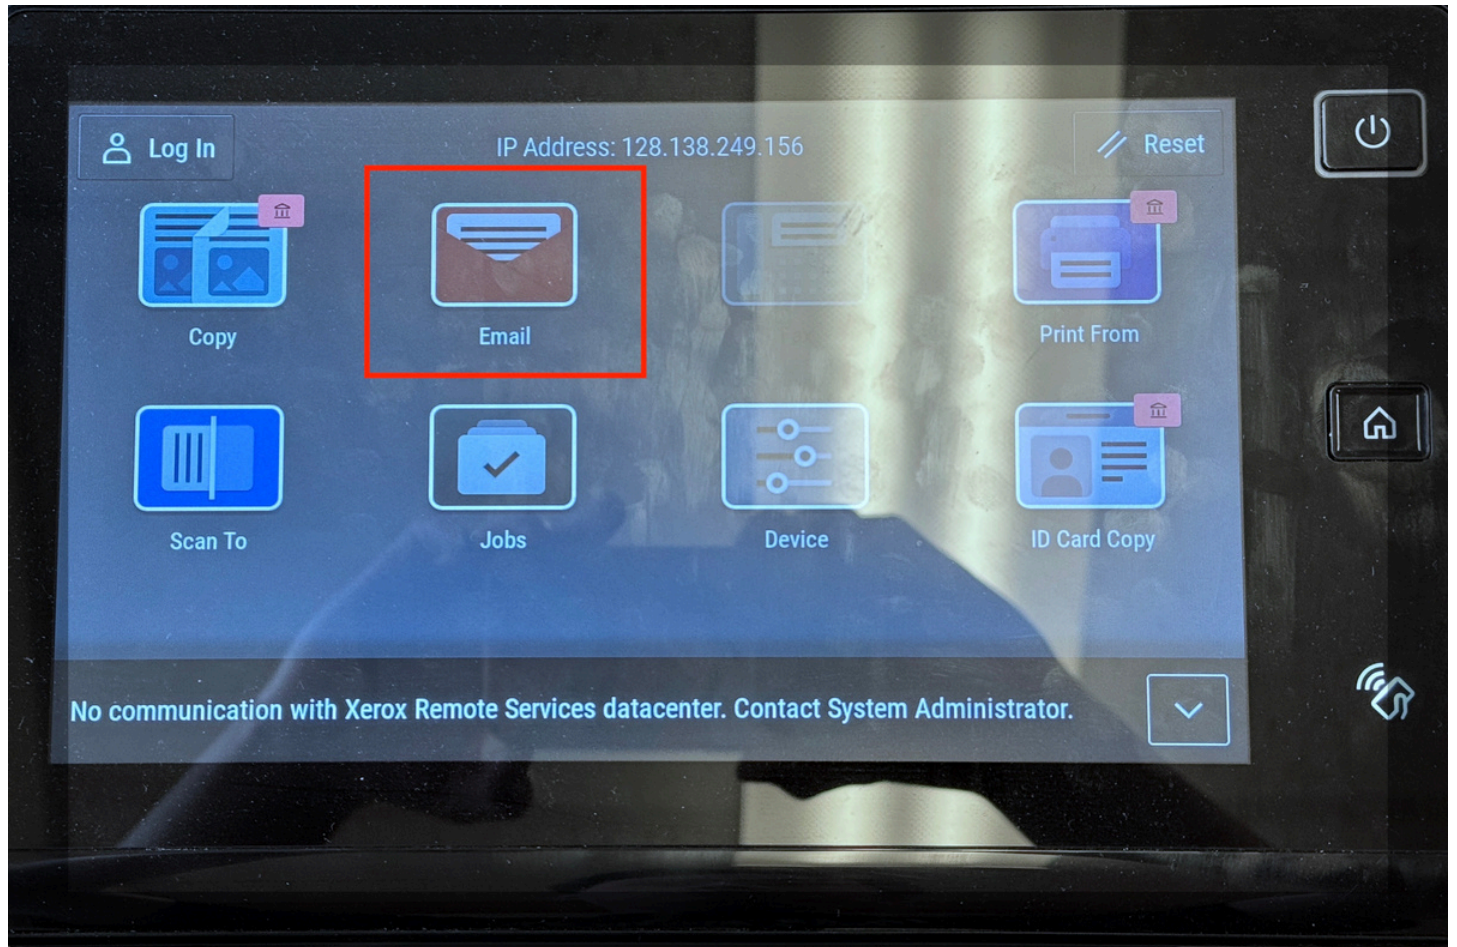 Log In
IP Address: 128.138.249.156
Reset
Copy
Email
Print From
Scan To
Jobs
Device
ID Card Copy
No communication with Xerox Remote Services datacenter. Contact System Administrator.